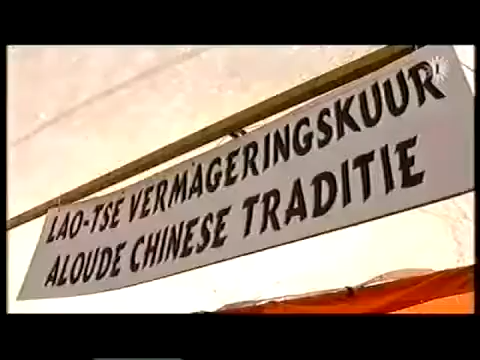 LAO-TSE VERMAGERINGSKUUR
ALOUDE CHINESE TRADITIE